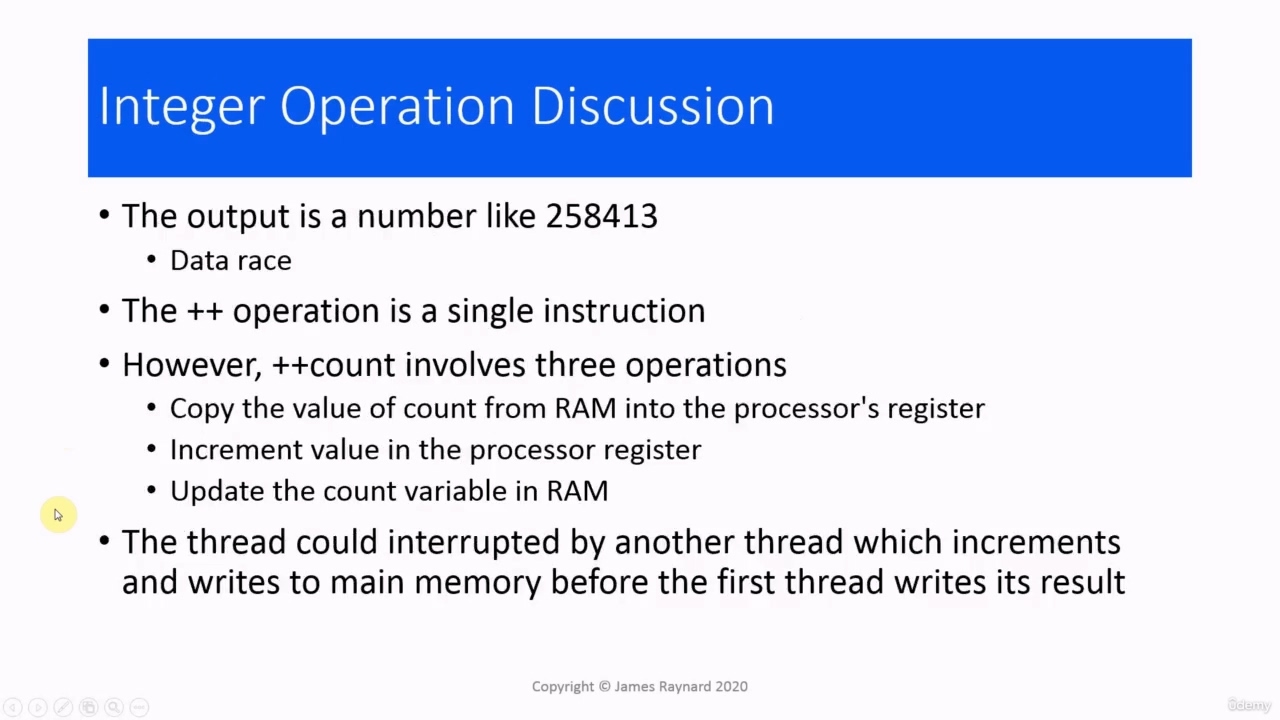 Integer Operation Discussion
• The output is a number like 258413
• Data race
• The ++ operation is a single instruction
• However, ++count involves three operations
• Copy the value of count from RAM into the processor's register
• Increment value in the processor register
• Update the count variable in RAM
• The thread could interrupted by another thread which increments
and writes to main memory before the first thread writes its result
Copyright © James Raynard 2020
ûdemy